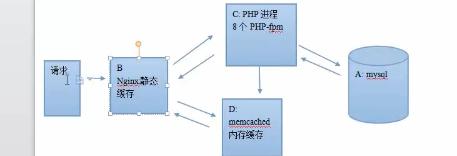 请求
B
Nginx静态
缓存
C: PHP 进程
8 个 PHP-fpm
A: mysql
D:
memcached
内存缓存